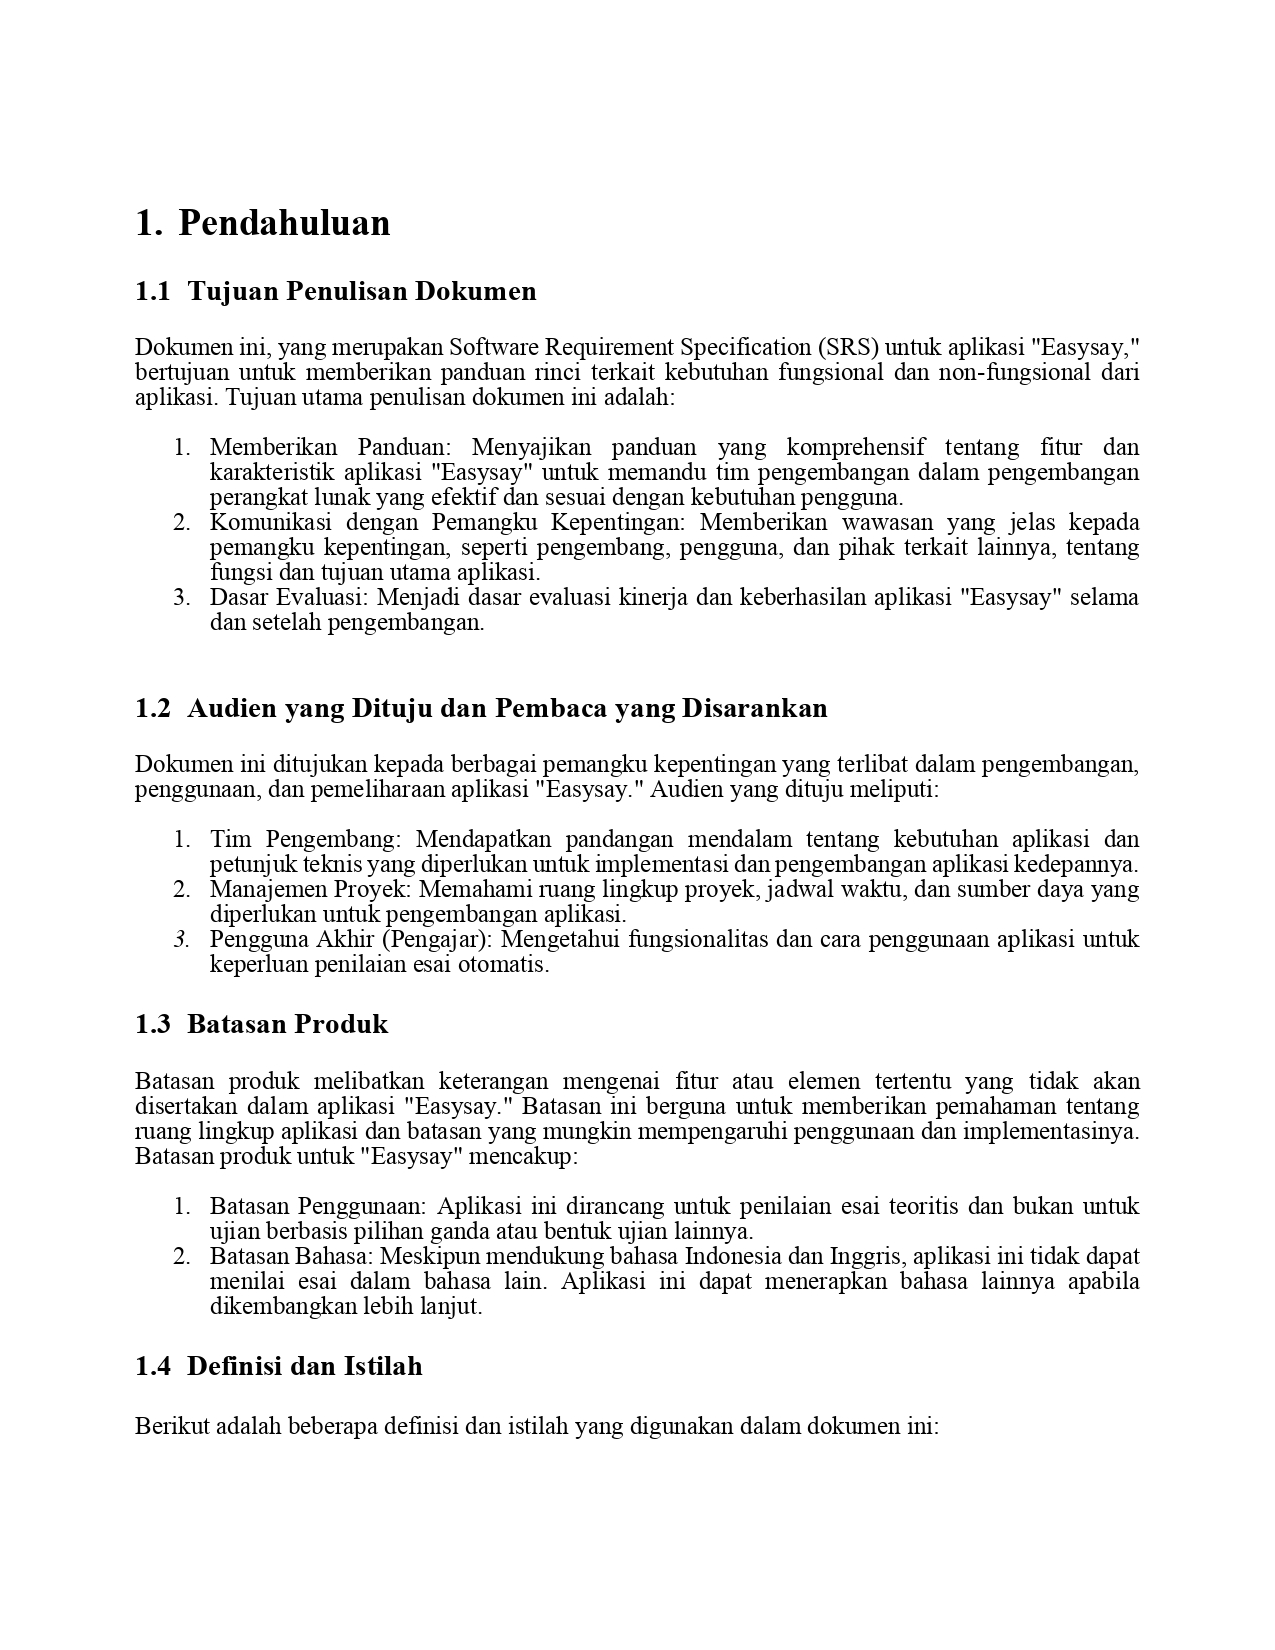 1. Pendahuluan
1.1 Tujuan Penulisan Dokumen
Dokumen ini, yang merupakan Software Requirement Specification (SRS) untuk aplikasi "Easysay,"
bertujuan untuk memberikan panduan rinci terkait kebutuhan fungsional dan non-fungsional dari
aplikasi. Tujuan utama penulisan dokumen ini adalah:
1. Memberikan Panduan: Menyajikan panduan yang komprehensif tentang fitur dan
karakteristik aplikasi "Easysay" untuk memandu tim pengembangan dalam pengembangan
perangkat lunak yang efektif dan sesuai dengan kebutuhan pengguna.
2. Komunikasi dengan Pemangku Kepentingan: Memberikan wawasan yang jelas kepada
pemangku kepentingan, seperti pengembang, pengguna, dan pihak terkait lainnya, tentang
fungsi dan tujuan utama aplikasi.
3. Dasar Evaluasi: Menjadi dasar evaluasi kinerja dan keberhasilan aplikasi "Easysay" selama
dan setelah pengembangan.
1.2 Audien yang Dituju dan Pembaca yang Disarankan
Dokumen ini ditujukan kepada berbagai pemangku kepentingan yang terlibat dalam pengembangan,
penggunaan, dan pemeliharaan aplikasi "Easysay." Audien yang dituju meliputi:
1. Tim Pengembang: Mendapatkan pandangan mendalam tentang kebutuhan aplikasi dan
petunjuk teknis yang diperlukan untuk implementasi dan pengembangan aplikasi kedepannya.
2. Manajemen Proyek: Memahami ruang lingkup proyek, jadwal waktu, dan sumber daya yang
diperlukan untuk pengembangan aplikasi.
3. Pengguna Akhir (Pengajar): Mengetahui fungsionalitas dan cara penggunaan aplikasi untuk
keperluan penilaian esai otomatis.
1.3 Batasan Produk
Batasan produk melibatkan keterangan mengenai fitur atau elemen tertentu yang tidak akan
disertakan dalam aplikasi "Easysay." Batasan ini berguna untuk memberikan pemahaman tentang
ruang lingkup aplikasi dan batasan yang mungkin mempengaruhi penggunaan dan implementasinya.
Batasan produk untuk "Easysay" mencakup:
1. Batasan Penggunaan: Aplikasi ini dirancang untuk penilaian esai teoritis dan bukan untuk
ujian berbasis pilihan ganda atau bentuk ujian lainnya.
2. Batasan Bahasa: Meskipun mendukung bahasa Indonesia dan Inggris, aplikasi ini tidak dapat
menilai esai dalam bahasa lain. Aplikasi ini dapat menerapkan bahasa lainnya apabila
dikembangkan lebih lanjut.
1.4 Definisi dan Istilah
Berikut adalah beberapa definisi dan istilah yang digunakan dalam dokumen ini: